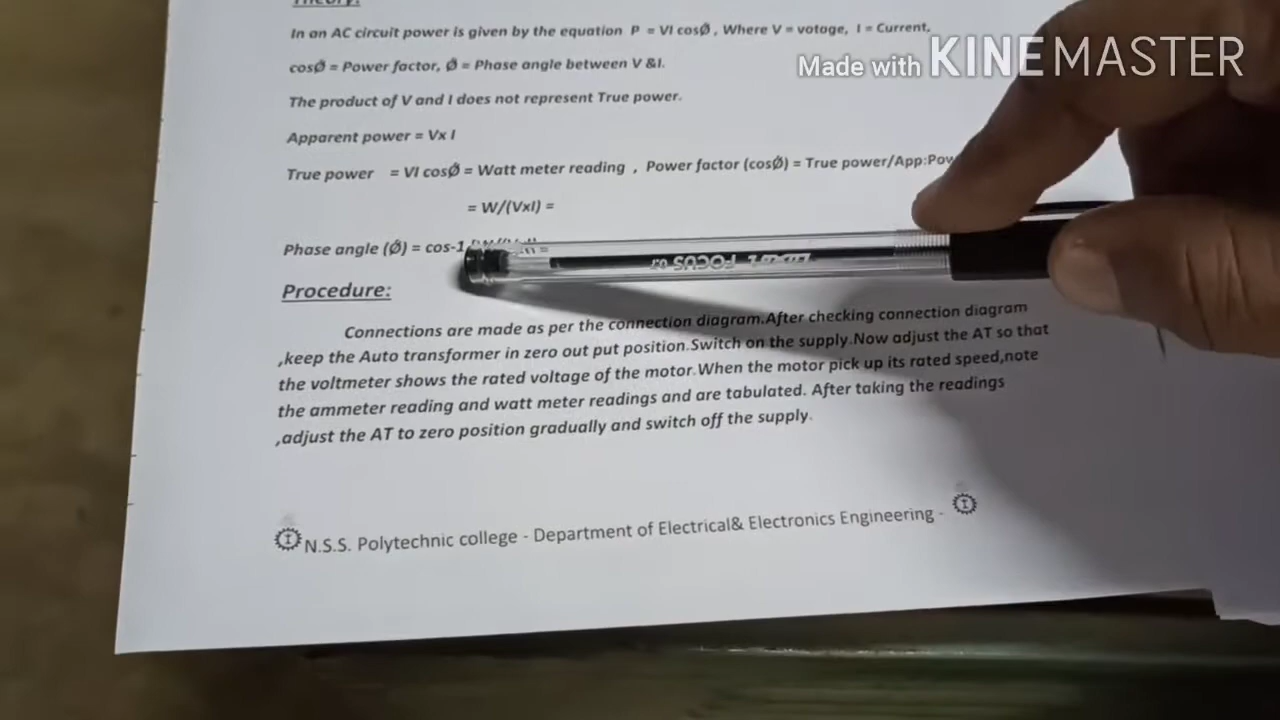 Theory:
In an AC circuit power is given by the equation P = VI cosǾ , Where V = votage, I = Current,
cosǾ = Power factor, Ǿ = Phase angle between V &I.
Made with KINEMASTER
The product of V and I does not represent True power.
Apparent power = Vx I
True power = VI cosǾ = Watt meter reading , Power factor (cosǾ) = True power/App:Pow
= W/(VxI) =
Phase angle (Ǿ) = cos-1
FOCUS
Procedure:
Connections are made as per the connection diagram.After checking connection diagram
,keep the Auto transformer in zero out put position.Switch on the supply.Now adjust the AT so that
the voltmeter shows the rated voltage of the motor.When the motor pick up its rated speed,note
the ammeter reading and watt meter readings and are tabulated. After taking the readings
,adjust the AT to zero position gradually and switch off the supply.
N.S.S. Polytechnic college - Department of Electrical& Electronics Engineering -